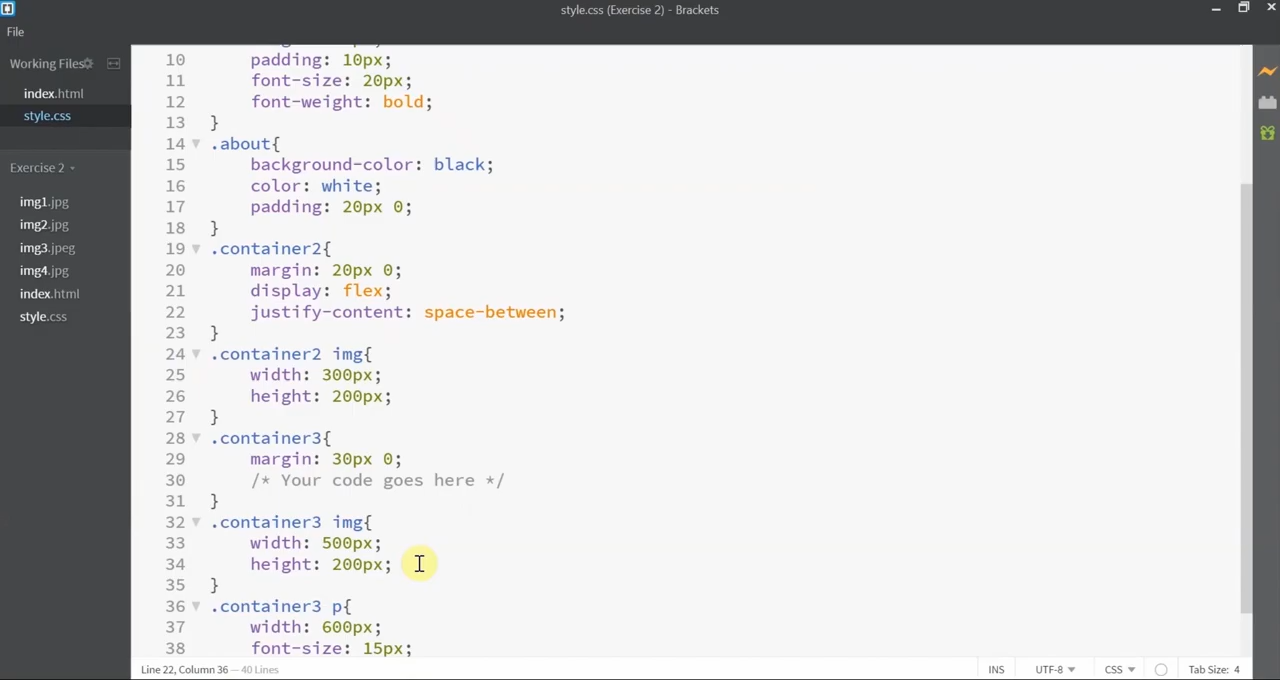 style.css (Exercise 2) - Brackets
File
Working Files
index.html
style.css
Exercise 2
img1.jpg
img2.jpg
img3.jpeg
img4.jpg
index.html
style.css
10 padding: 10px;
11 font-size: 20px;
12 font-weight: bold;
13 }
14 .about{
15 background-color: black;
16 color: white;
17 padding: 20px 0;
18 }
19 .container2{
20 margin: 20px 0;
21 display: flex;
22 justify-content: space-between;
23 }
24 .container2 img{
25 width: 300px;
26 height: 200px;
27 }
28 .container3{
29 margin: 30px 0;
30 /* Your code goes here */
31 }
32 .container3 img{
33 width: 500px;
34 height: 200px;
35 }
36 .container3 p{
37 width: 600px;
38 font-size: 15px;
Line 22, Column 36 — 40 Lines
INS UTF-8 CSS Tab Size: 4